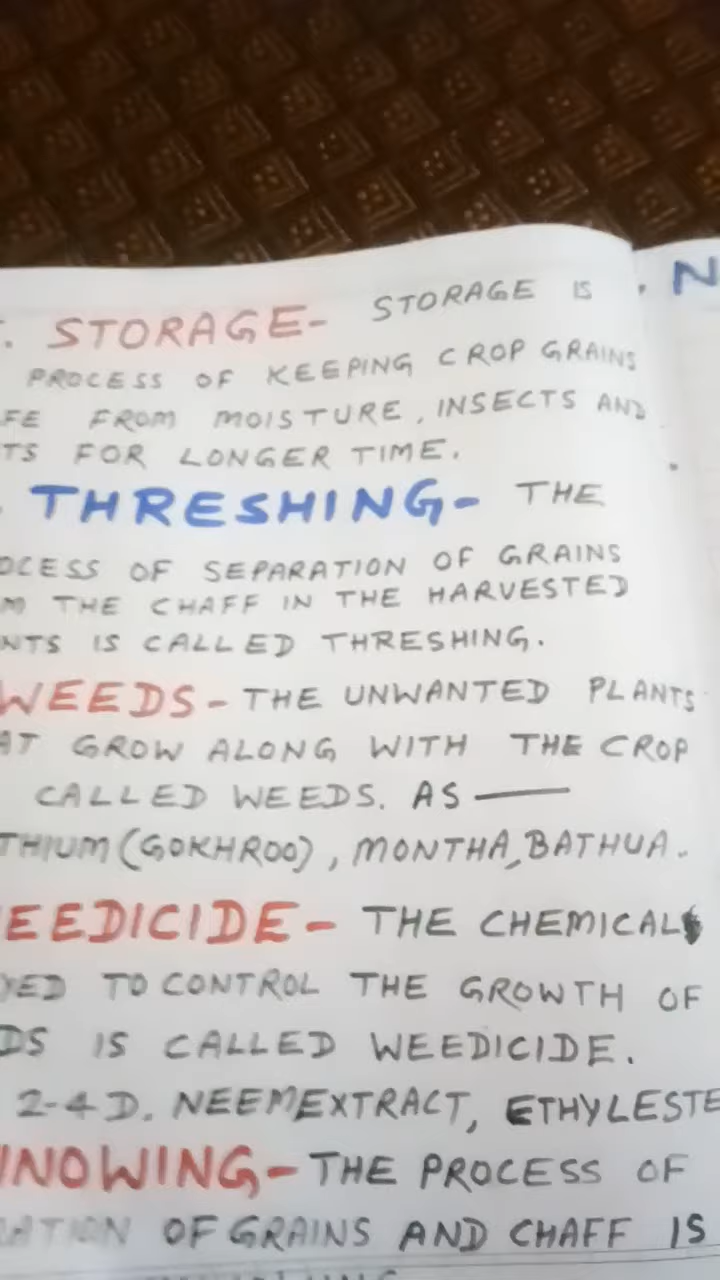 . STORAGE- STORAGE IS
PROCESS OF KEEPING CROP GRAINS
FE FROM MOISTURE, INSECTS AND
TS FOR LONGER TIME.
THRESHING- THE
OCESS OF SEPARATION OF GRAINS
M THE CHAFF IN THE HARVESTED
NTS IS CALLED THRESHING.
WEEDS- THE UNWANTED PLANTS
AT GROW ALONG WITH THE CROP
CALLED WEEDS. AS —
THIUM (GOKHROO), MONTHA, BATHUA.
EEDICIDE- THE CHEMICAL
YED TO CONTROL THE GROWTH OF
DS IS CALLED WEEDICIDE.
2-4 D. NEEMEXTRACT, ETHYLESTE
NNOWING- THE PROCESS OF
RATION OF GRAINS AND CHAFF IS
N